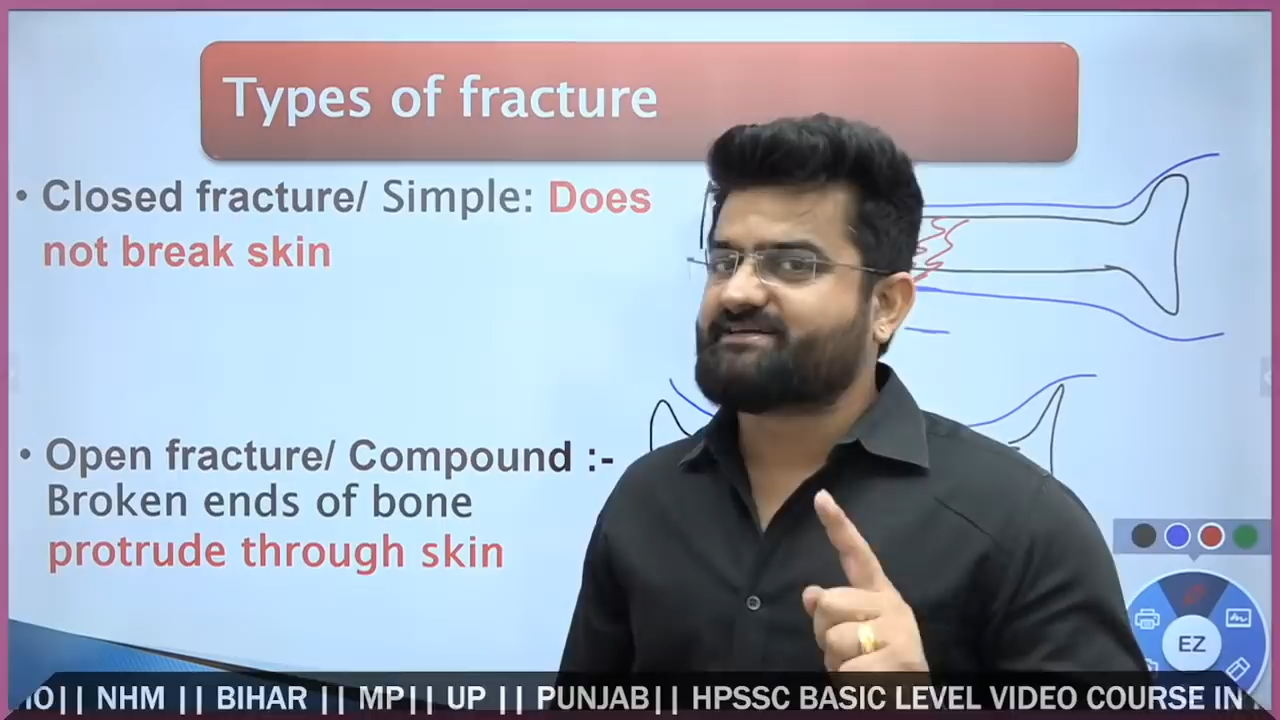 Types of fracture
• Closed fracture/ Simple: Does
not break skin
• Open fracture/ Compound :-
Broken ends of bone
protrude through skin
EZ
|| NHM || BIHAR || MP|| UP || PUNJAB|| HPSSC BASIC LEVEL VIDEO COURSE IN